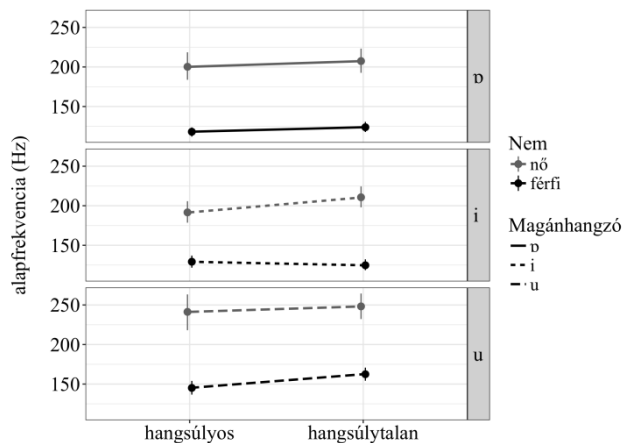 alapfrekvencia (Hz)
250
200
150
ɒ
250
200
150
i
250
200
150
u
hangsúlyos hangsúlytalan
Nem
nő
férfi
Magánhangzó
ɒ
i
u